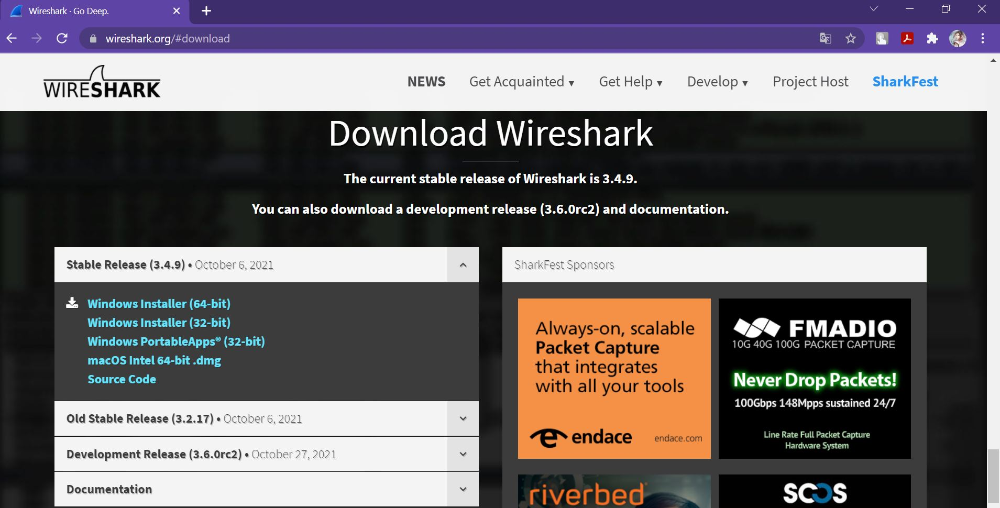 Wireshark · Go Deep.
wireshark.org/#download
WIRESHARK
NEWS
Get Acquainted ▾
Get Help ▾
Develop ▾
Project Host
SharkFest
Download Wireshark
The current stable release of Wireshark is 3.4.9.
You can also download a development release (3.6.0rc2) and documentation.
Stable Release (3.4.9) • October 6, 2021
Windows Installer (64-bit)
Windows Installer (32-bit)
Windows PortableApps® (32-bit)
macOS Intel 64-bit .dmg
Source Code
Old Stable Release (3.2.17) • October 6, 2021
Development Release (3.6.0rc2) • October 27, 2021
Documentation
SharkFest Sponsors
Always-on, scalable
Packet Capture
that integrates
with all your tools
endace
endace.com
FMADIO
10G 40G 100G PACKET CAPTURE
Never Drop Packets!
100Gbps 148Mpps sustained 24/7
Line Rate Full Packet Capture
Hardware System
riverbed
SCOS